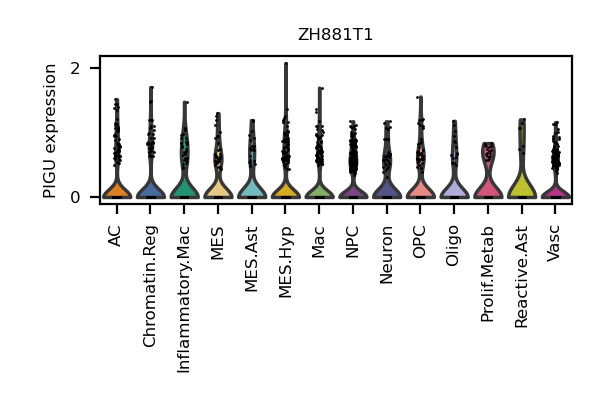 ZH881T1
PIGU expression
2
0
AC
Chromatin.Reg
Inflammatory.Mac
MES
MES.Ast
MES.Hyp
Mac
NPC
Neuron
OPC
Oligo
Prolif.Metab
Reactive.Ast
Vasc